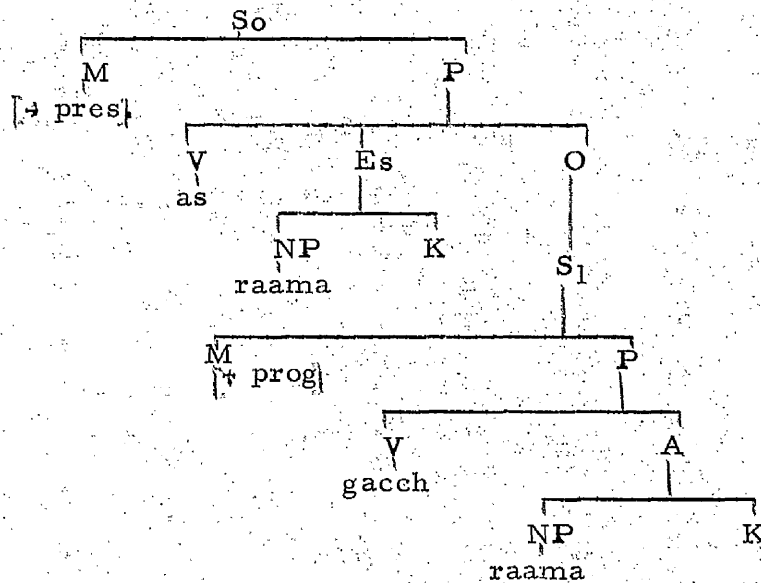 So
M P
[+ pres]
V Es O
as
NP K
raama
S1
M P
[+ prog]
V A
gacch
NP K
raama